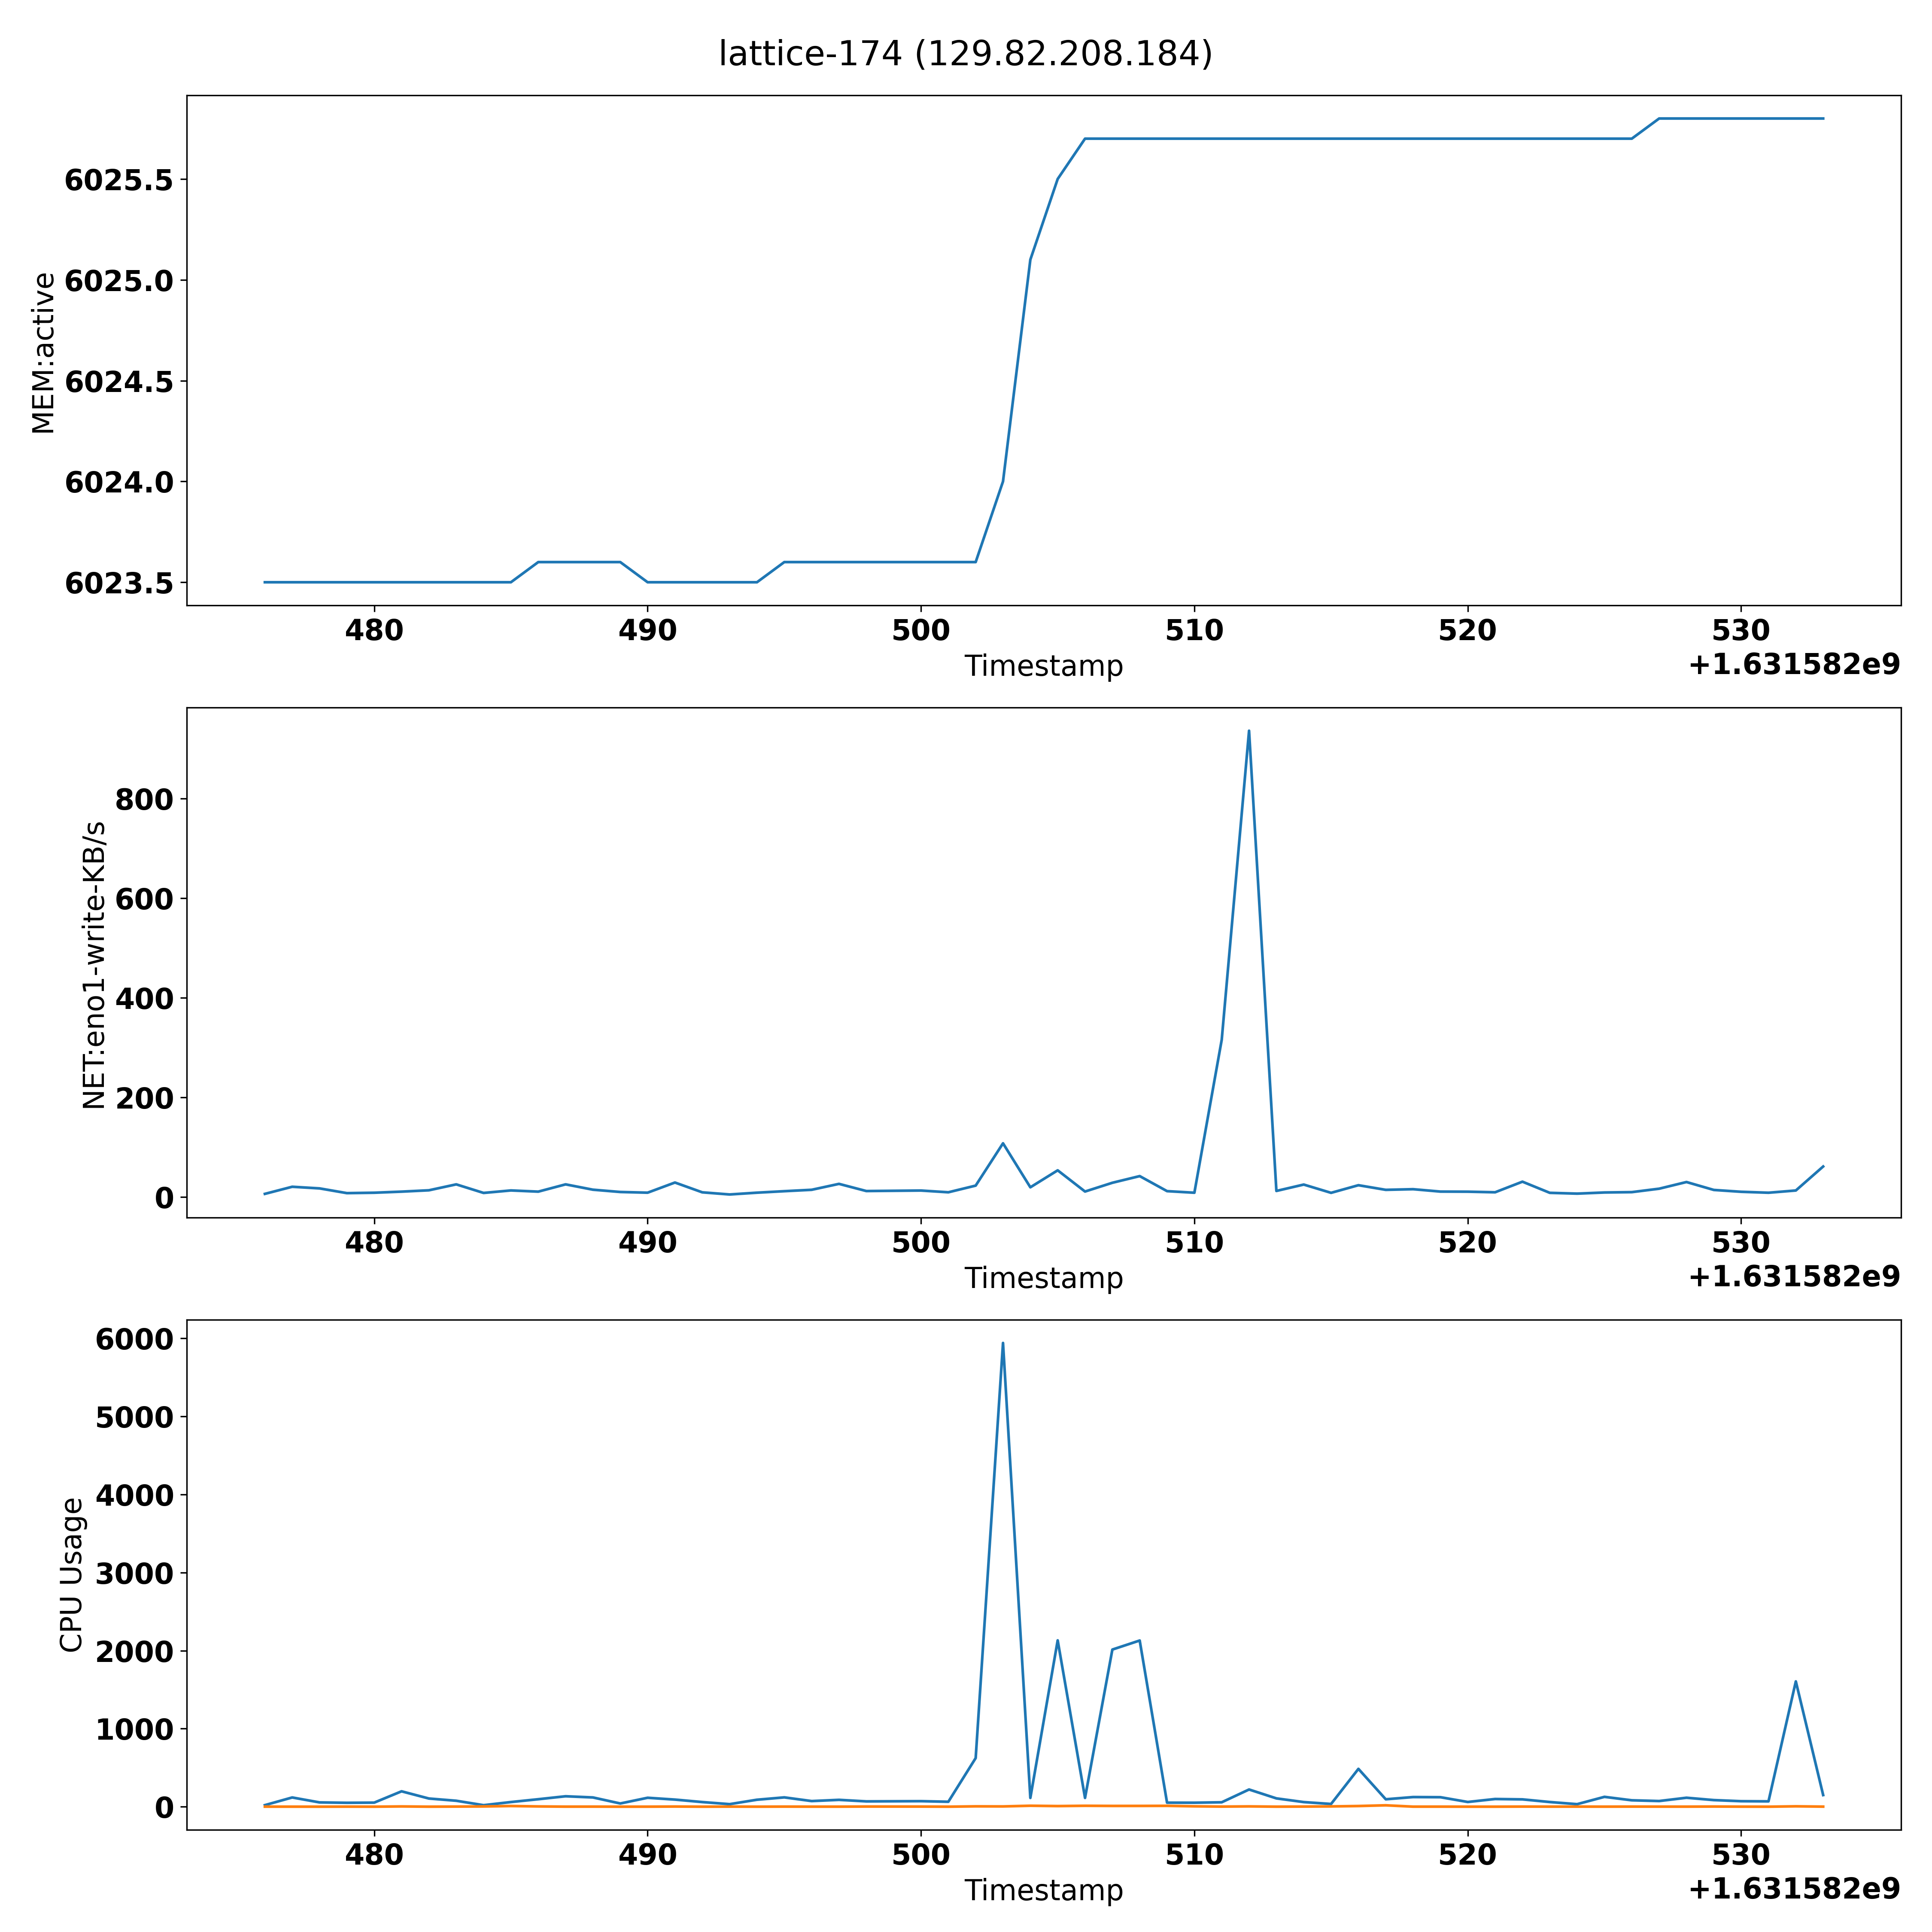 lattice-174 (129.82.208.184)
MEM:active
6025.5
6025.0
6024.5
6024.0
6023.5
480 490 500 510 520 530
Timestamp
+1.631582e9
NET:eno1-write-KB/s
800
600
400
200
0
480 490 500 510 520 530
Timestamp
+1.631582e9
CPU Usage
6000
5000
4000
3000
2000
1000
0
480 490 500 510 520 530
Timestamp
+1.631582e9